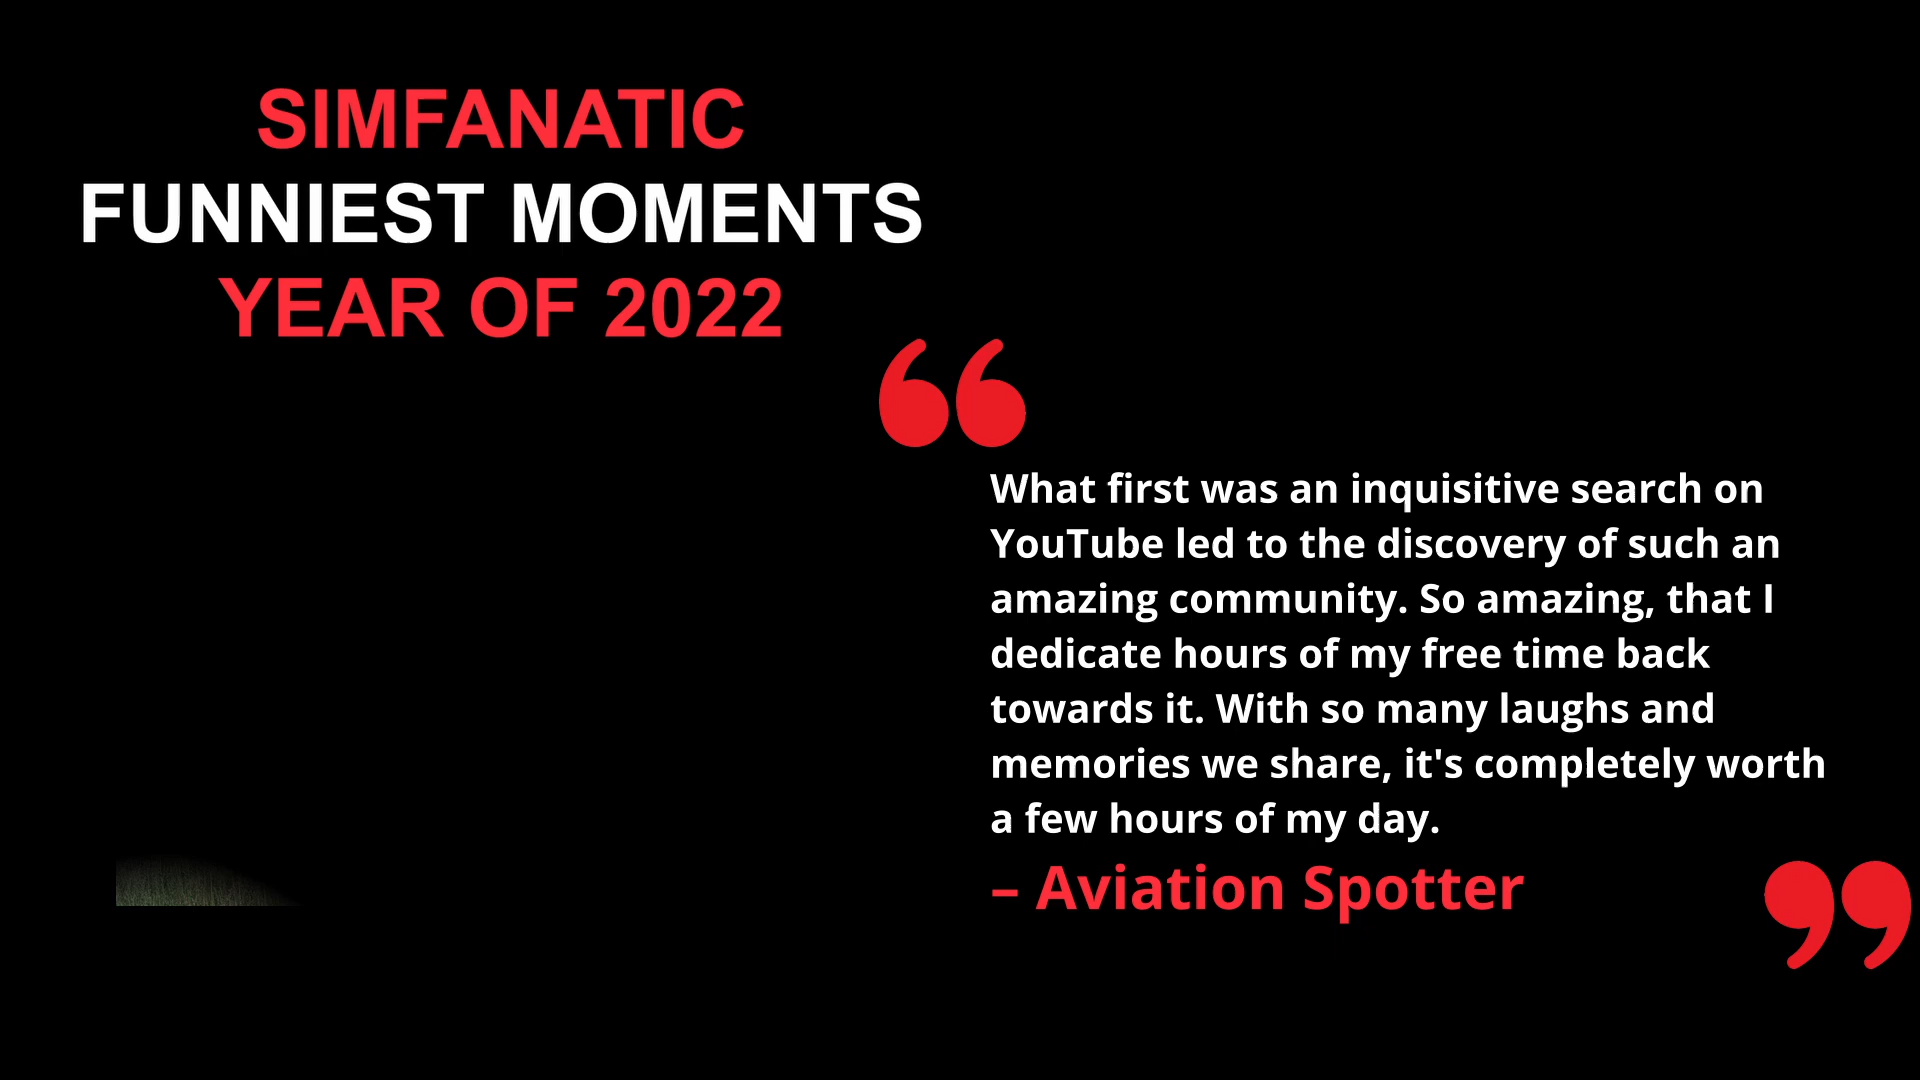 SIMFANATIC
FUNNIEST MOMENTS
YEAR OF 2022
“
What first was an inquisitive search on
YouTube led to the discovery of such an
amazing community. So amazing, that I
dedicate hours of my free time back
towards it. With so many laughs and
memories we share, it's completely worth
a few hours of my day.
– Aviation Spotter
”